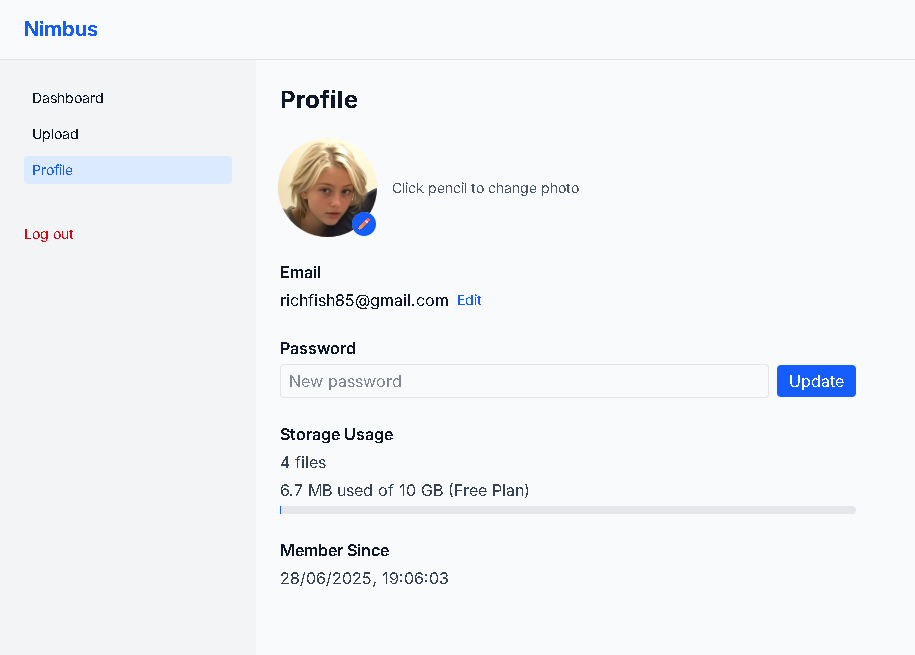 Nimbus
Dashboard
Upload
Profile
Log out
Profile
Click pencil to change photo
Email
richfish85@gmail.com Edit
Password
New password Update
Storage Usage
4 files
6.7 MB used of 10 GB (Free Plan)
Member Since
28/06/2025, 19:06:03